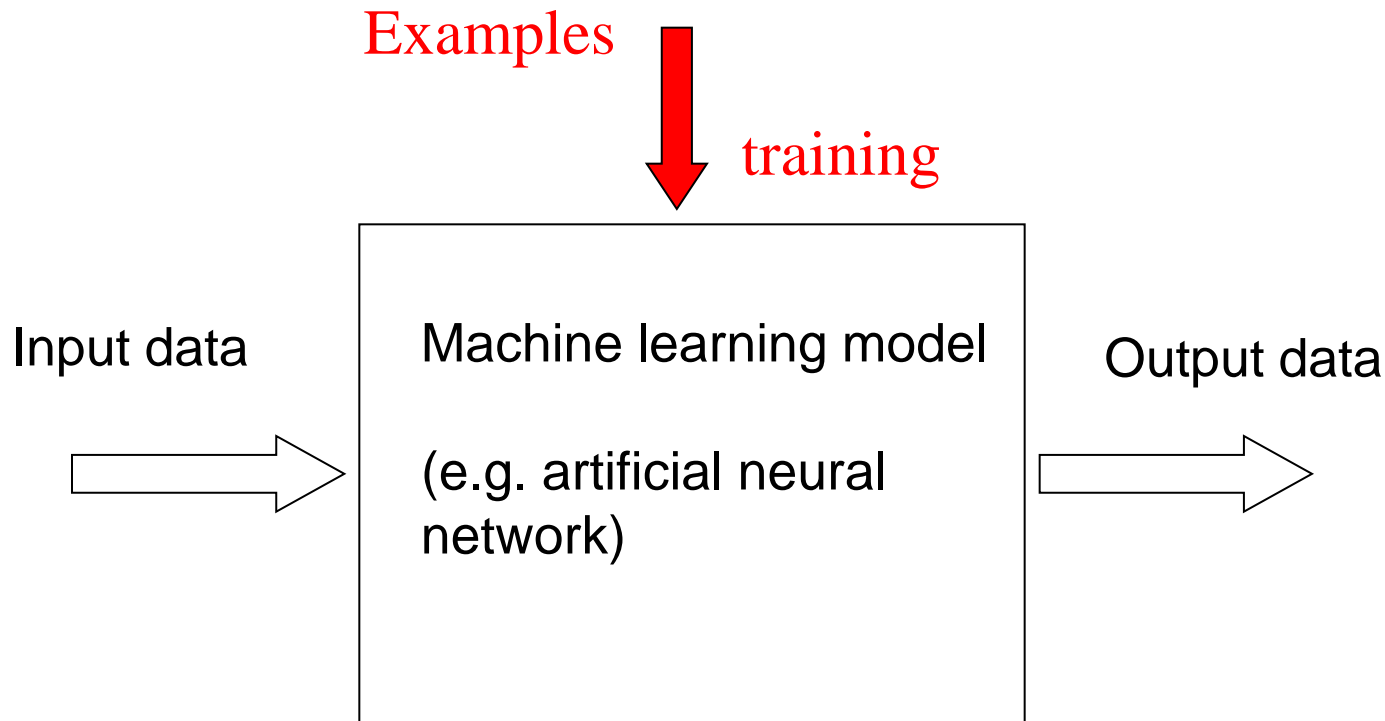 Examples
training
Input data
Machine learning model
(e.g. artificial neural
network)
Output data